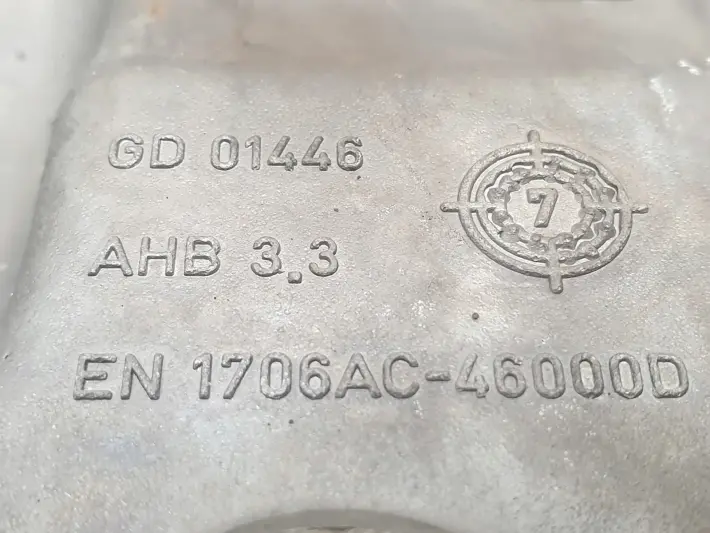 GD 01446
7
AHB 3.3
EN 1706AC-46000D